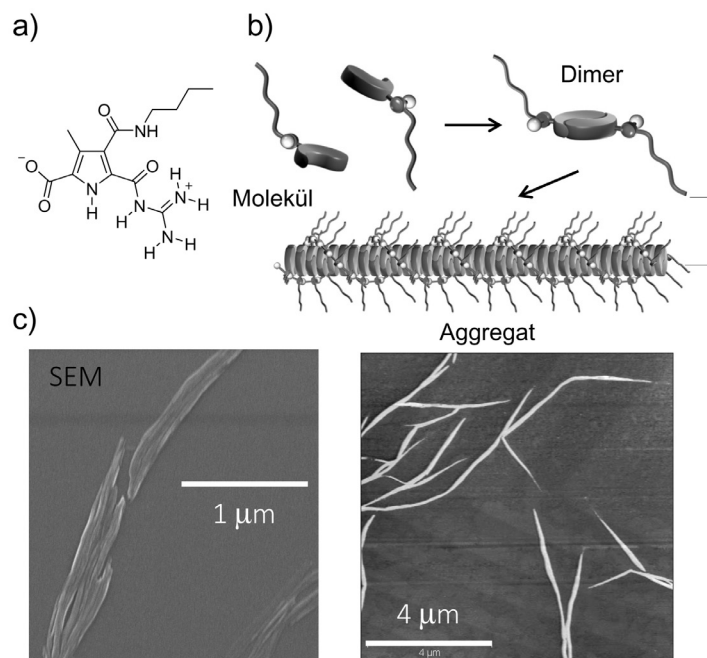 a)
b)
Dimer
Molekül
N
H
−
O
O
O
O
N
H
N
H
N
H
N
H
+
H
N
H
H
Aggregat
c)
SEM
1 µm
4 µm
4 µm